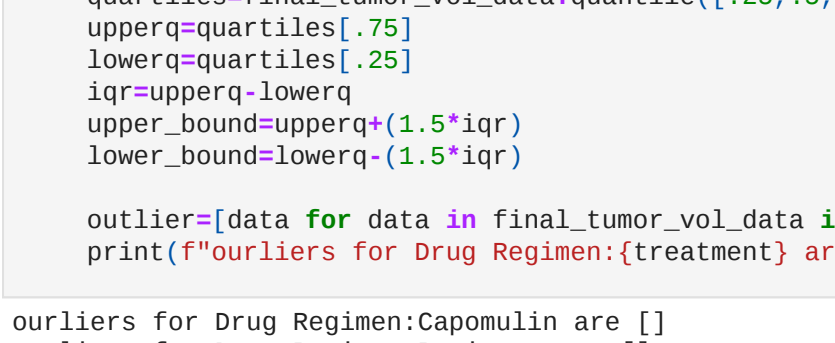 upperq=quartiles[.75]
lowerq=quartiles[.25]
iqr=upperq-lowerq
upper_bound=upperq+(1.5*iqr)
lower_bound=lowerq-(1.5*iqr)
outlier=[data for data in final_tumor_vol_data i
print(f"ourliers for Drug Regimen:{treatment} ar
ourliers for Drug Regimen:Capomulin are []